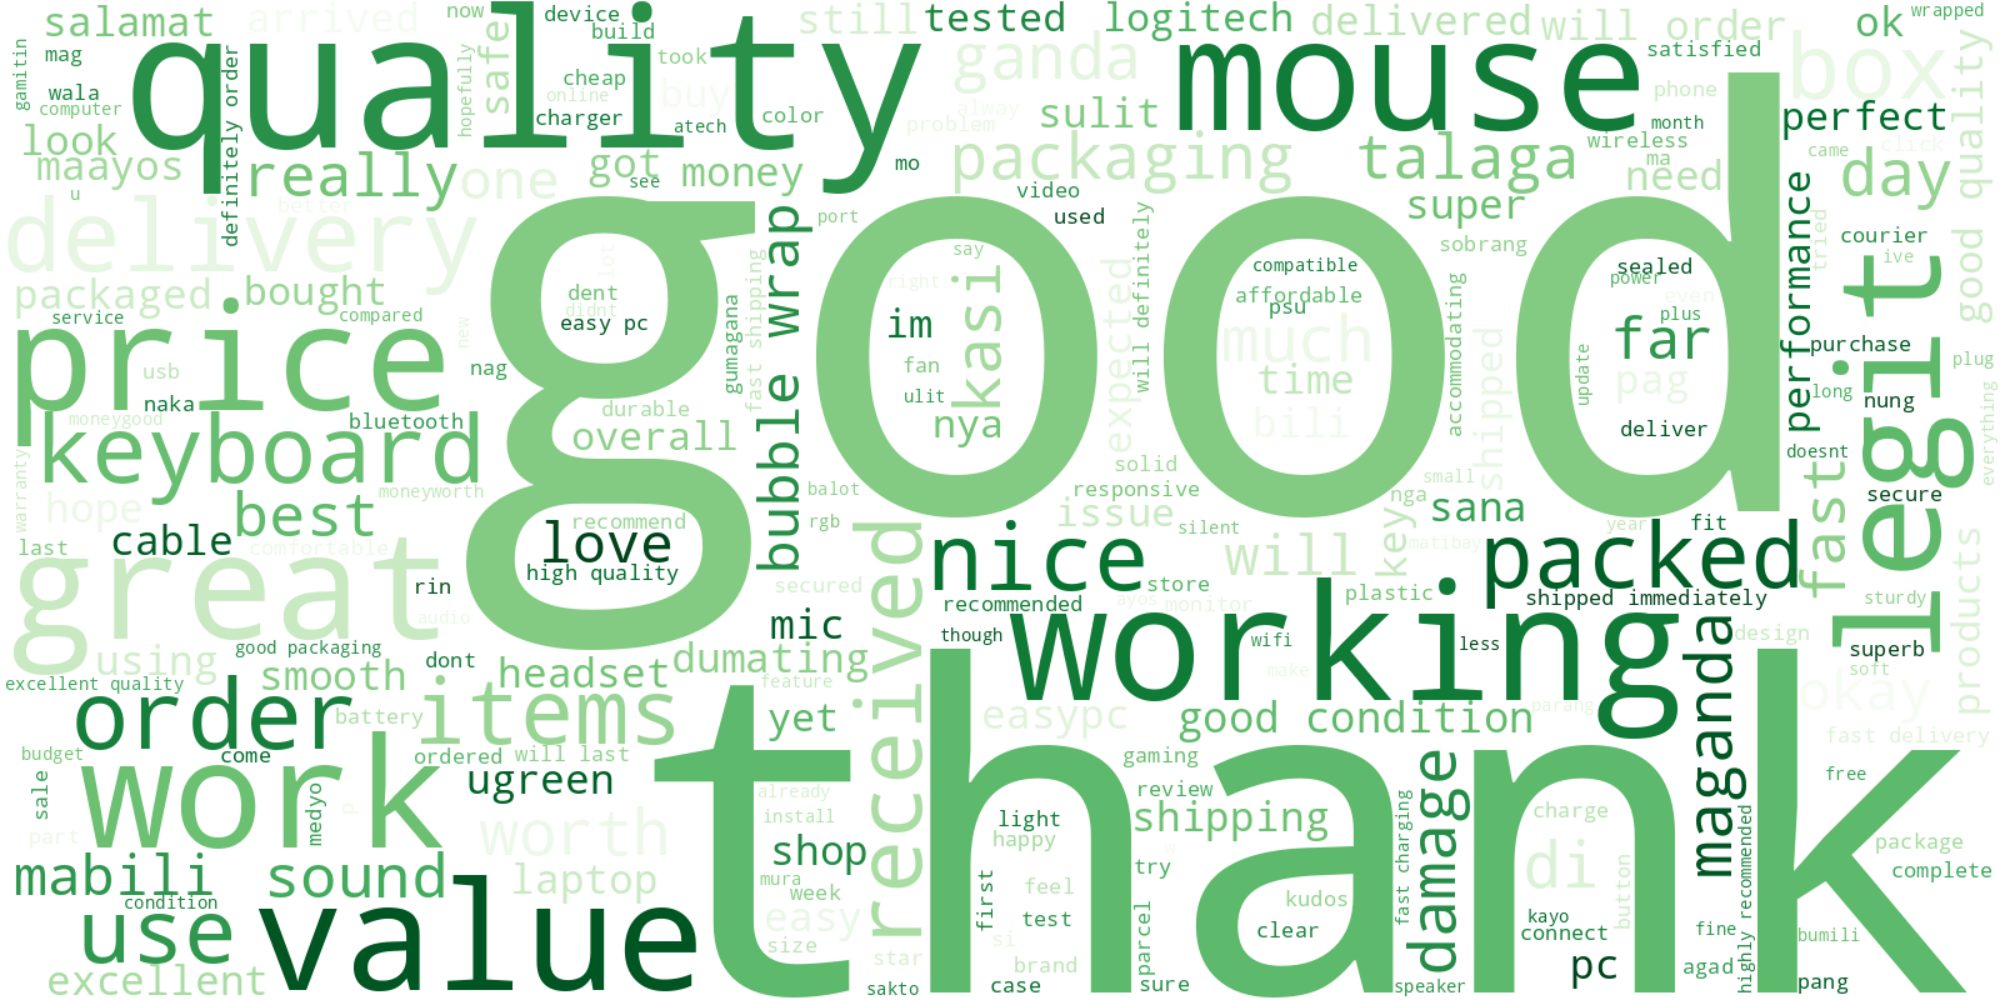 salamat
arrived
now
device
build
still
tested
logitech
delivered
will
order
ok
wrapped
mag
gamitin
quality
safe
took
cheap
online
buy
ganda
mouse
satisfied
box
good quality
wala
computer
definitely order
hopefully
charger
atech
color
alway
problem
sulit
phone
month
perfect
look
really
one
got
see
money
mo
packaging
talaga
wireless
ma
need
came
click
day
maayos
u
better
video
used
super
delivery
bubble wrap
port
good
say
will definitely
sobrang
performance
tried
courier
ive
legit
packaged
bought
lot
dent
didnt
easy pc
fast shipping
right
kasi
expected
compatible
affordable
psu
accommodating
sealed
power
even
plus
service
compared
price
new
nag
gumagana
im
much
shipped
far
purchase
plug
usb
naka
fan
ulit
time
update
pag
long
nung
moneygood
bluetooth
durable
overall
nya
bili
deliver
everything
keyboard
doesnt
warranty
hope
moneyworth
balot
solid
responsive
small
nga
secure
best
recommend
rgb
issue
silent
key
sana
year
fit
fast
cable
last
comfortable
love
high quality
received
nice
will
matibay
packed
products
great
rin
secured
store
plastic
shipped immediately
sturdy
audio
mic
recommended
ayos
monitor
though
working
wifi
less
maganda
design
superb
soft
using
good packaging
dont
headset
dumating
make
excellent quality
smooth
feature
okay
order
battery
items
yet
easypc
good condition
parang
fast delivery
budget
come
ordered
will last
thank
gaming
damage
work
sale
medyo
p
ugreen
already
review
fast charging
highly recommended
free
part
worth
install
light
happy
shipping
charge
package
mabili
sound
shop
w
try
di
complete
condition
laptop
mura
week
first
feel
kudos
button
use
value
easy
test
parcel
clear
kayo
connect
fine
bumili
size
si
excellent
star
brand
pc
agad
sakto
case
sure
speaker
pang